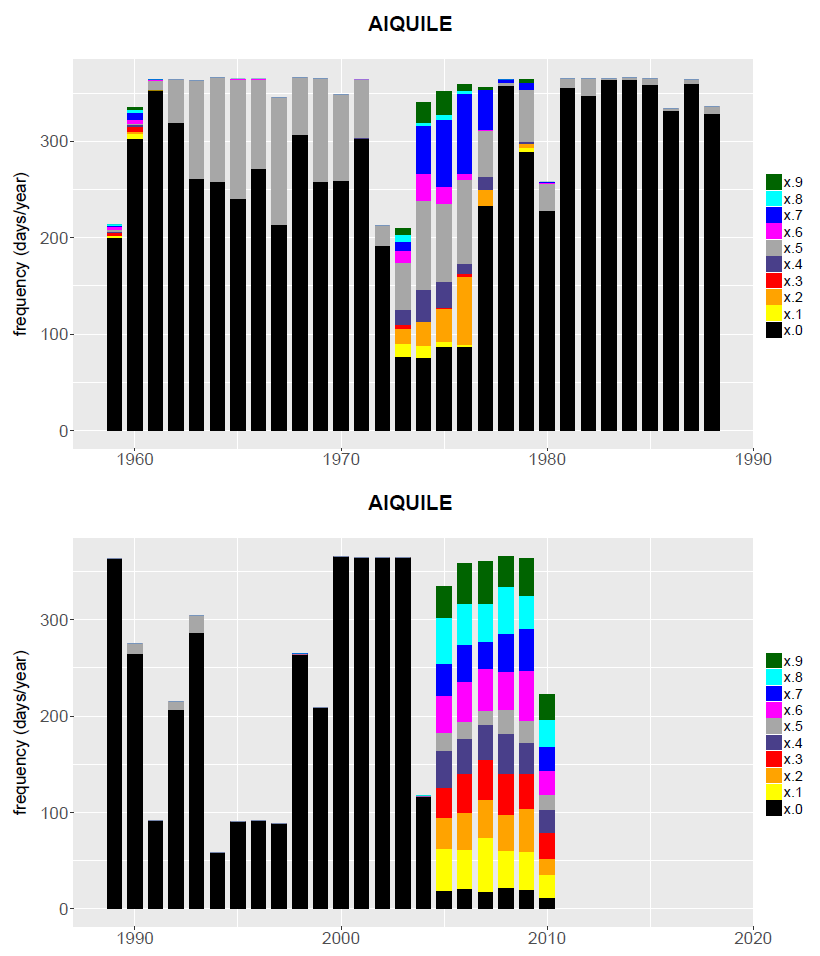 AIQUILE
frequency (days/year)
300
200
100
0
1960
1970
1980
1990
x.9
x.8
x.7
x.6
x.5
x.4
x.3
x.2
x.1
x.0
AIQUILE
frequency (days/year)
300
200
100
0
1990
2000
2010
2020
x.9
x.8
x.7
x.6
x.5
x.4
x.3
x.2
x.1
x.0